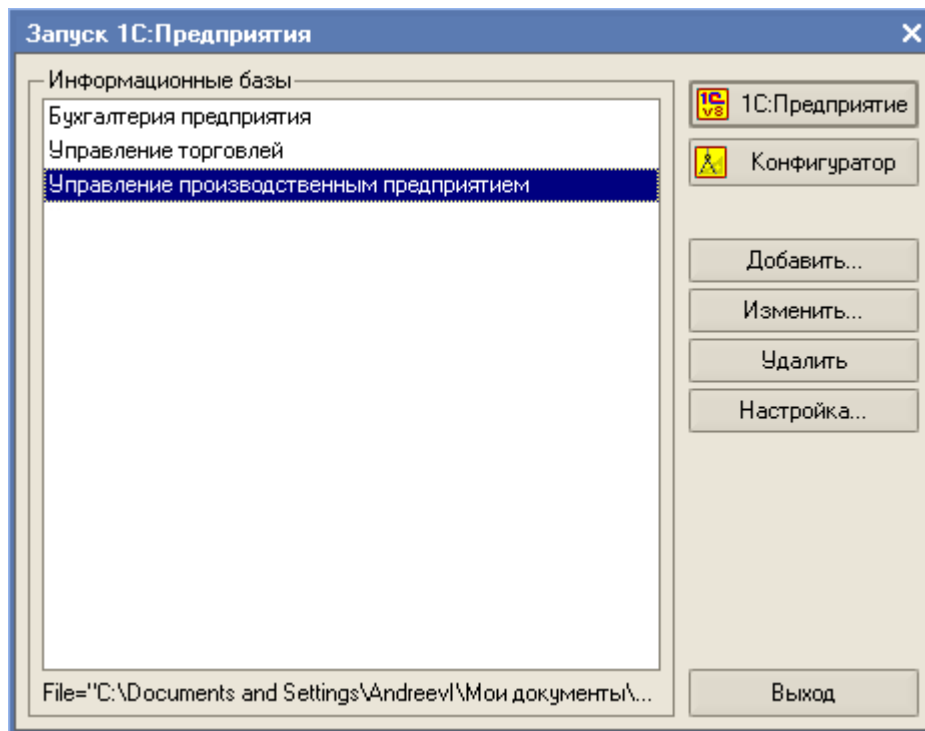 Запуск 1С:Предприятия
Информационные базы
Бухгалтерия предприятия
Управление торговлей
Управление производственным предприятием
File="C:\Documents and Settings\AndreevI\Мои документы\...
1С:Предприятие
Конфигуратор
Добавить...
Изменить...
Удалить
Настройка...
Выход